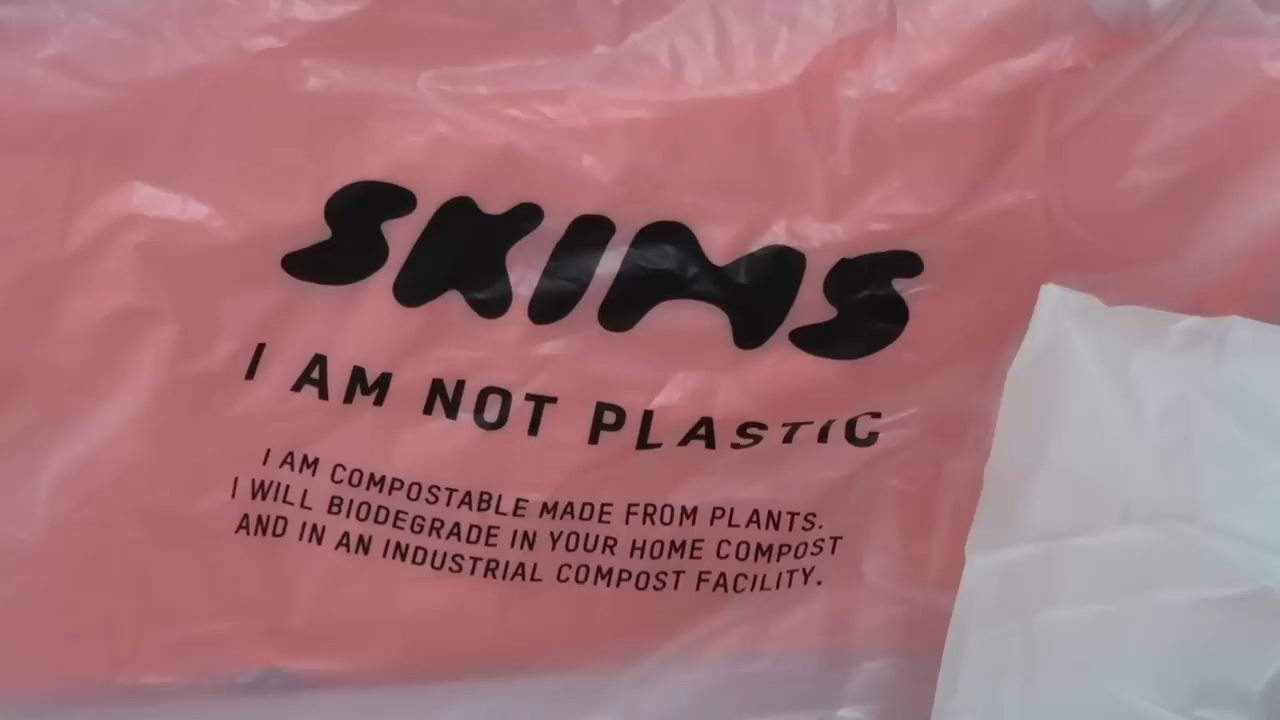 SKIMS
I AM NOT PLASTIC
I AM COMPOSTABLE MADE FROM PLANTS.
I WILL BIODEGRADE IN YOUR HOME COMPOST
AND IN AN INDUSTRIAL COMPOST FACILITY.